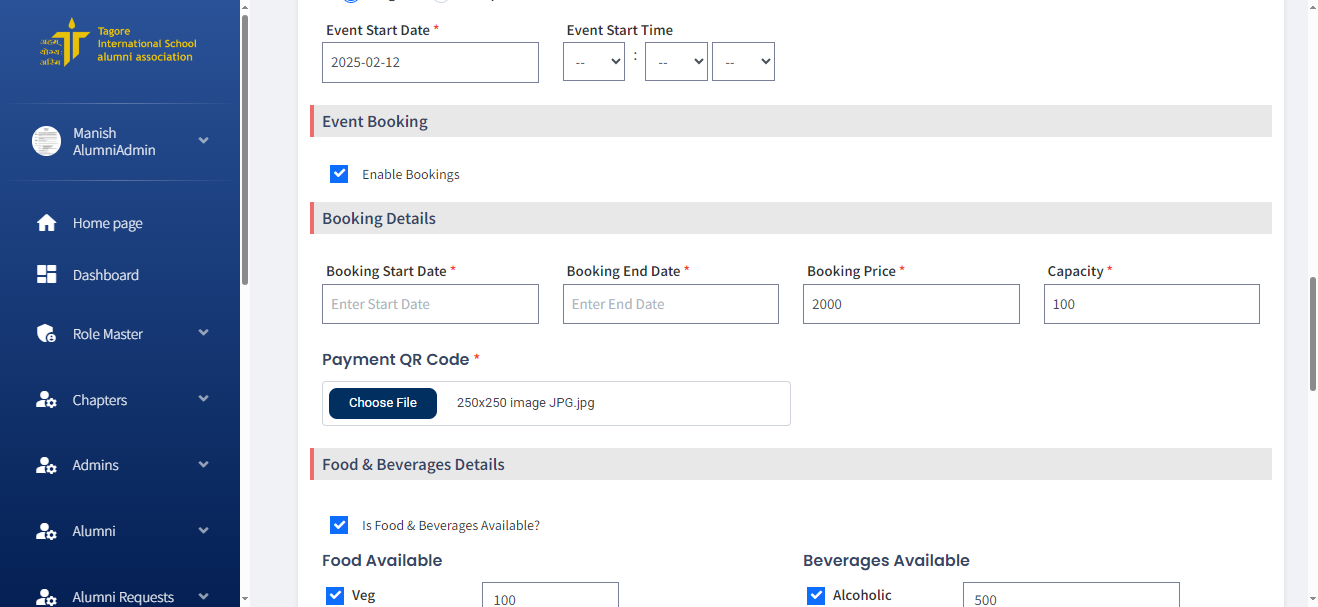 अहम्
योग्यः
अस्मि
Tagore
International School
alumni association
Manish
AlumniAdmin
Home page
Dashboard
Role Master
Chapters
Admins
Alumni
Alumni Requests
Event Start Date *
Event Start Time
2025-02-12
-- : -- --
Event Booking
Enable Bookings
Booking Details
Booking Start Date *
Booking End Date *
Booking Price *
Capacity *
Enter Start Date
Enter End Date
2000
100
Payment QR Code *
Choose File 250x250 image JPG.jpg
Food & Beverages Details
Is Food & Beverages Available?
Food Available
Beverages Available
Veg 100
Alcoholic 500